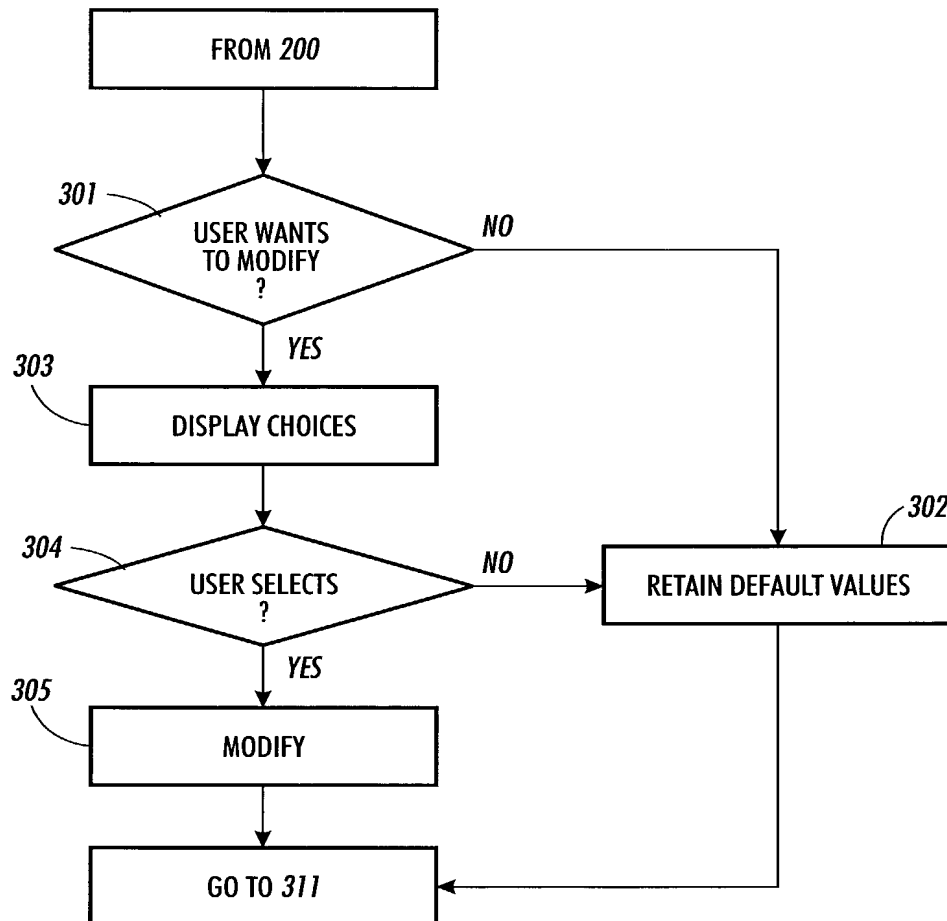 FROM 200
301
USER WANTS
TO MODIFY
?
NO
YES
303
DISPLAY CHOICES
304
USER SELECTS
?
NO
302
RETAIN DEFAULT VALUES
YES
305
MODIFY
GO TO 311